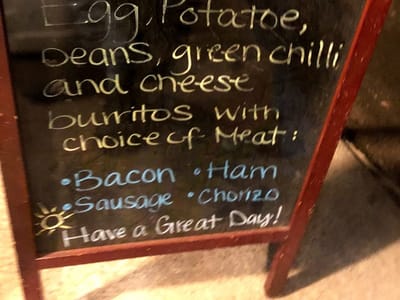 Egg, Potatoe,
beans, green chilli
and cheese
burritos with
choice of Meat:
• Bacon • Ham
• Sausage • Chorizo
Have a Great Day!